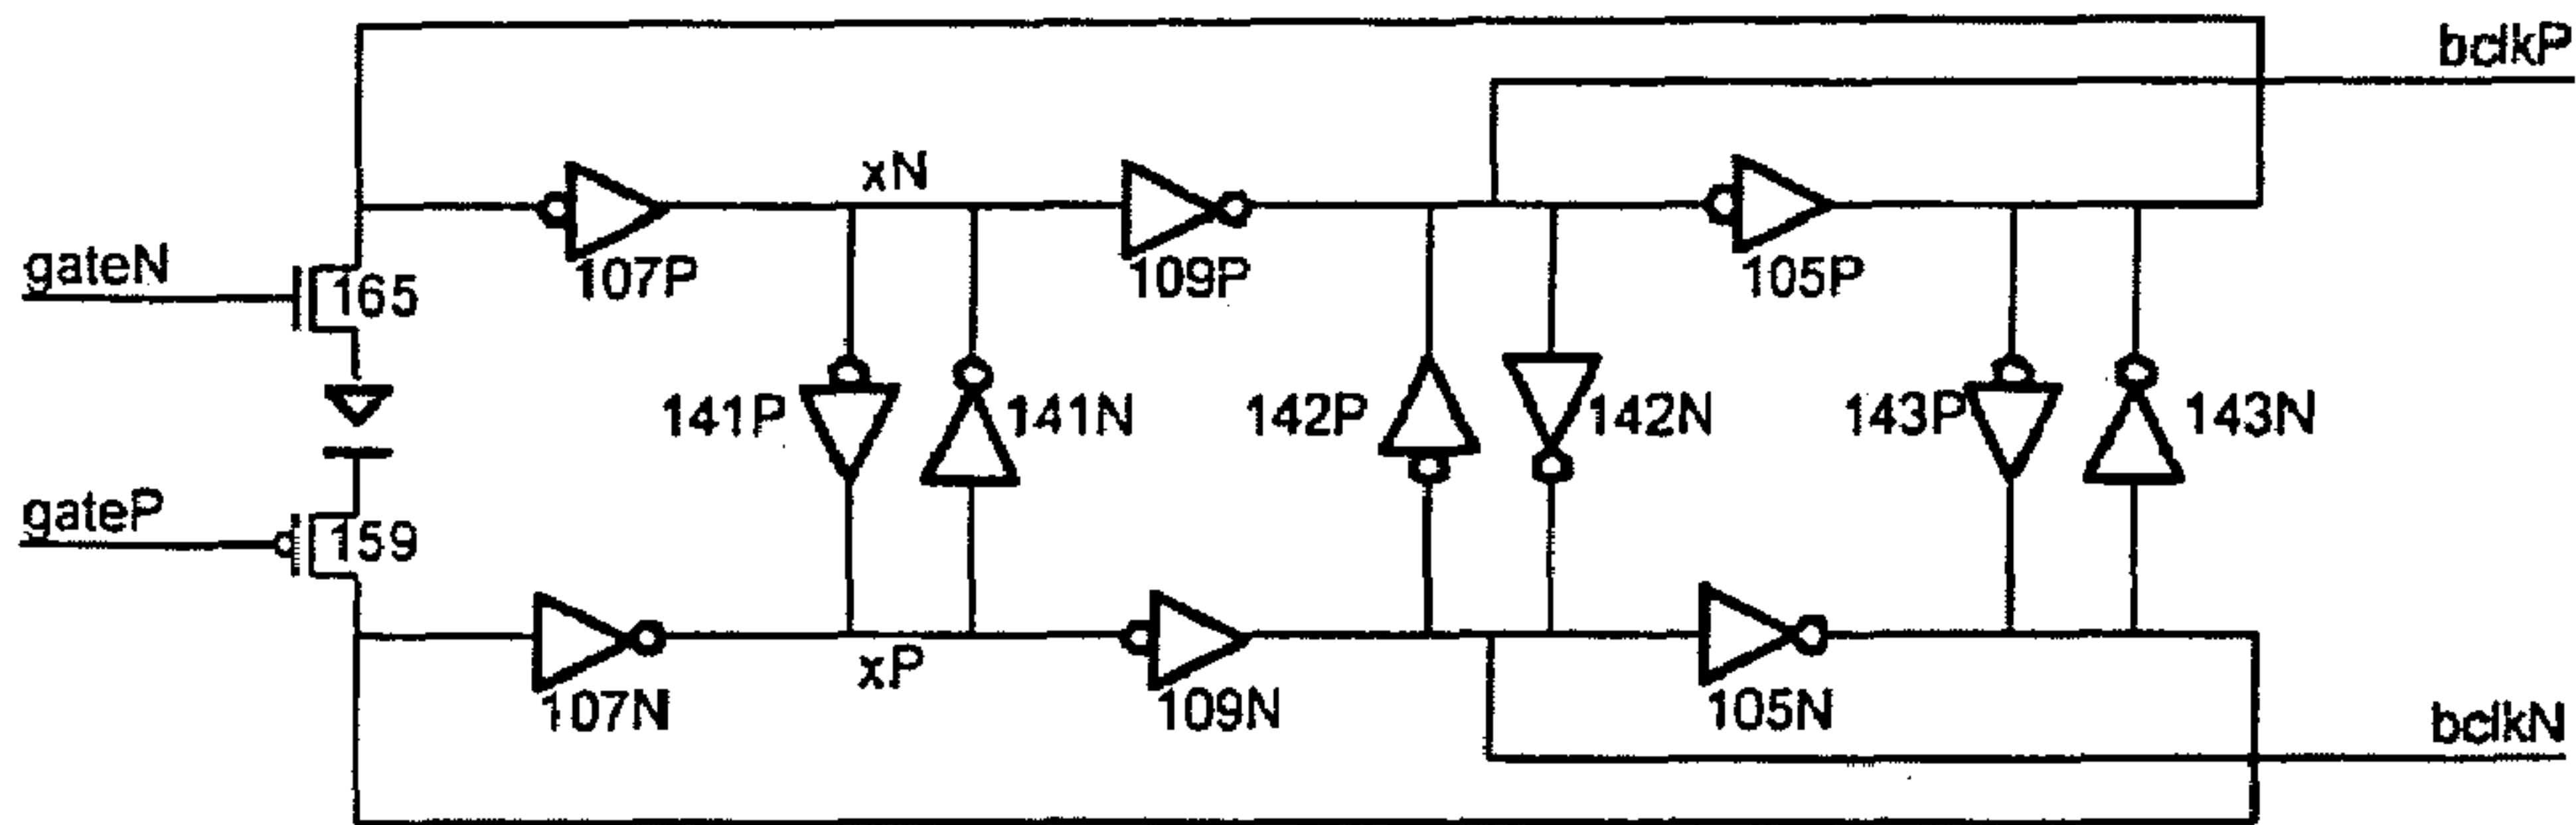 bclkP
xN
gateN
165
107P
109P
105P
141P
141N
142P
142N
143P
143N
gateP
159
xP
107N
109N
105N
bclkN